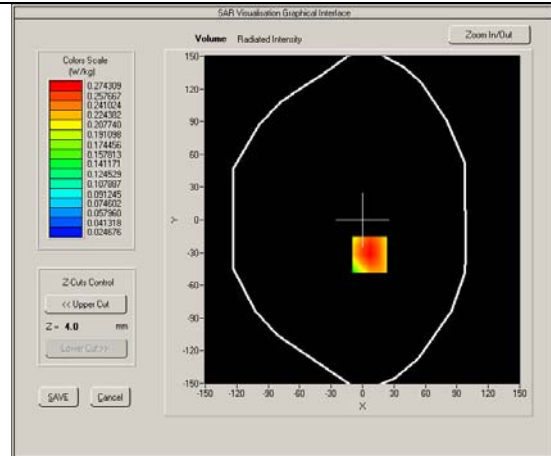 SAR Visualisation Graphical Interface
Volume Radiated Intensity
Zoom In/Out
Colors Scale
(W/kg)
0.274309
0.257667
0.241024
0.224382
0.207740
0.191098
0.174456
0.157813
0.141171
0.124529
0.107887
0.091245
0.074602
0.057960
0.041318
0.024676
Z-Cuts Control
<< Upper Cut
Z = 4.0 mm
Lower Cut >>
SAVE Cancel
150-
120-
90-
60-
30-
0-
-30-
-60-
-90-
-120-
-150-
Y
-150 -120 -90 -60 -30 0 30 60 90 120 150
X